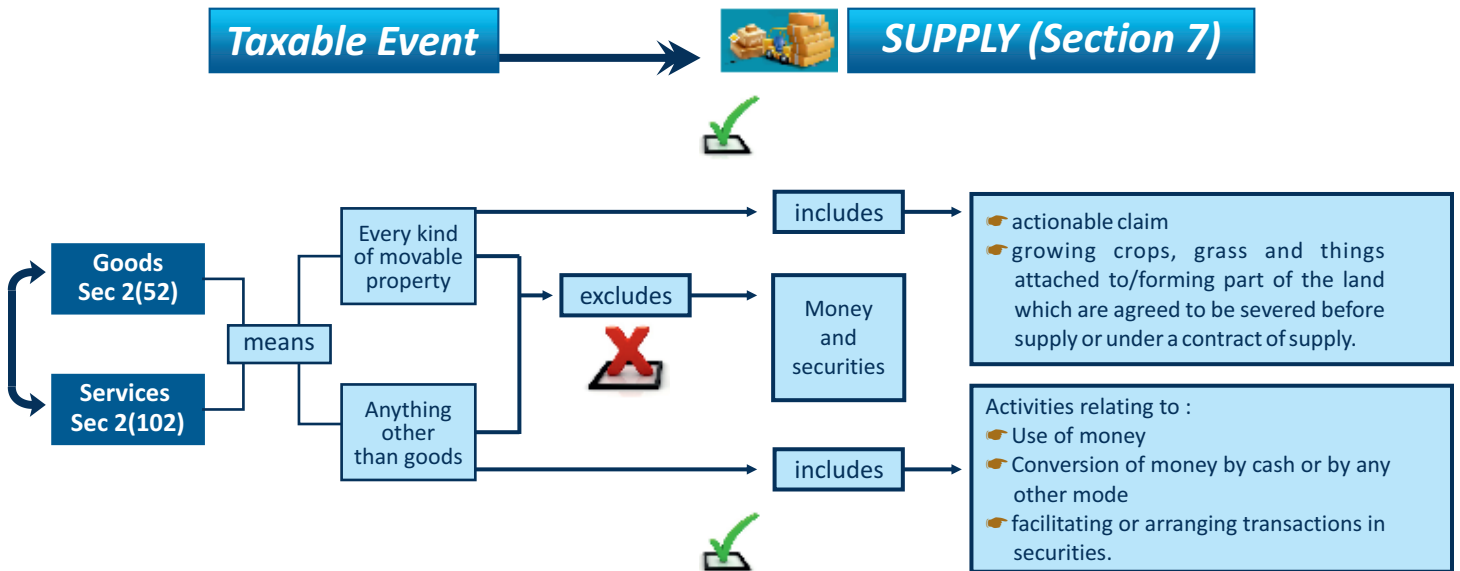 Taxable Event
SUPPLY (Section 7)
Goods
Sec 2(52)
Services
Sec 2(102)
means
Every kind
of movable
property
Anything
other
than goods
excludes
Money
and
securities
includes
actionable claim
growing crops, grass and things
attached to/forming part of the land
which are agreed to be severed before
supply or under a contract of supply.
includes
Activities relating to :
Use of money
Conversion of money by cash or by any
other mode
facilitating or arranging transactions in
securities.